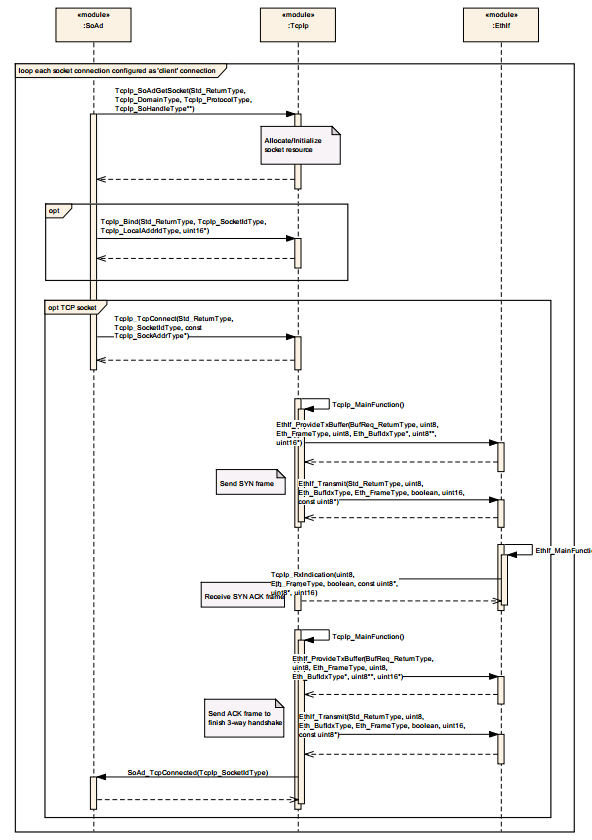 «module»
:SoAd
«module»
:TcpIp
«module»
:EthIf
loop each socket connection configured as 'client' connection
TcpIp_SoAdGetSocket(Std_ReturnType,
TcpIp_DomainType, TcpIp_ProtocolType,
TcpIp_SoHandleType**)
Allocate/Initialize
socket resource
opt
TcpIp_Bind(Std_ReturnType, TcpIp_SocketIdType,
TcpIp_LocalAddrIdType, uint16*)
opt TCP socket
TcpIp_TcpConnect(Std_ReturnType,
TcpIp_SocketIdType, const
TcpIp_SockAddrType*)
TcpIp_MainFunction()
EthIf_ProvideTxBuffer(BufReq_ReturnType, uint8,
Eth_FrameType, uint8, Eth_BufIdxType*, uint8**,
uint16*)
Send SYN frame
EthIf_Transmit(Std_ReturnType, uint8,
Eth_BufIdxType, Eth_FrameType, boolean, uint16,
const uint8*)
EthIf_MainFuncti
TcpIp_RxIndication(uint8,
Eth_FrameType, boolean, const uint8*,
uint8*, uint16)
Receive SYN ACK frame
TcpIp_MainFunction()
EthIf_ProvideTxBuffer(BufReq_ReturnType,
uint8, Eth_FrameType, uint8,
Eth_BufIdxType*, uint8**, uint16*)
Send ACK frame to
finish 3-way handshake
EthIf_Transmit(Std_ReturnType, uint8,
Eth_BufIdxType, Eth_FrameType, boolean, uint16,
const uint8*)
SoAd_TcpConnected(TcpIp_SocketIdType)